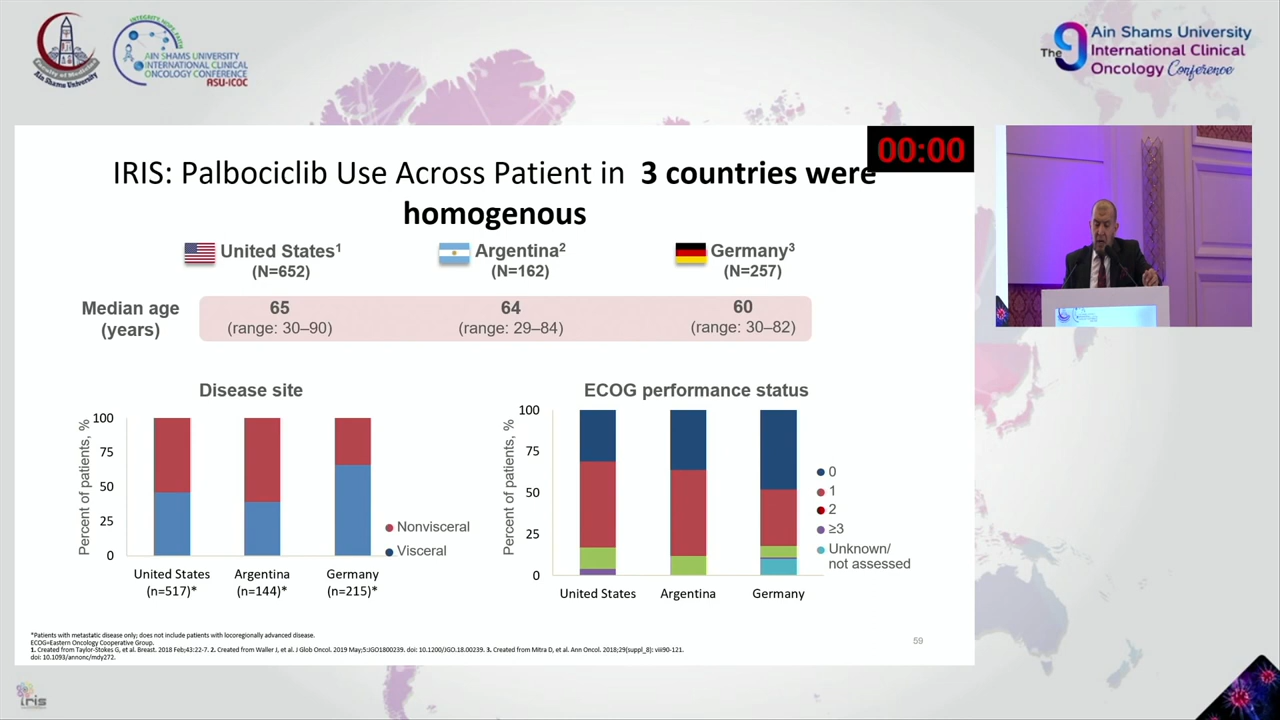 Faculty of Medicine
Ain Shams University
INTEGRITY, HOPE, FAITH
AIN SHAMS UNIVERSITY
INTERNATIONAL CLINICAL
ONCOLOGY CONFERENCE
ASU-ICOC
The 9
Ain Shams University
International Clinical
Oncology Conference
00:00
IRIS: Palbociclib Use Across Patient in 3 countries were
homogenous
United States1
Argentina2
Germany3
(N=652)
(N=162)
(N=257)
Median age
(years)
65
64
60
(range: 30–90)
(range: 29–84)
(range: 30–82)
Disease site
Percent of patients, %
100
75
50
25
0
Nonvisceral
Visceral
United States
(n=517)*
Argentina
(n=144)*
Germany
(n=215)*
ECOG performance status
Percent of patients, %
100
75
50
25
0
0
1
2
≥3
Unknown/
not assessed
United States
Argentina
Germany
*Patients with metastatic disease only; does not include patients with locoregionally advanced disease.
ECOG=Eastern Oncology Cooperative Group.
1. Created from Taylor-Stokes G, et al. Breast. 2018 Feb;43:22-7. 2. Created from Waller J, et al. J Glob Oncol. 2019 May;5:JGO1800239. doi: 10.1200/JGO.18.00239. 3. Created from Mitra D, et al. Ann Oncol. 2018;29(suppl_8): viii90-121.
doi: 10.1093/annonc/mdy272.
59
iris